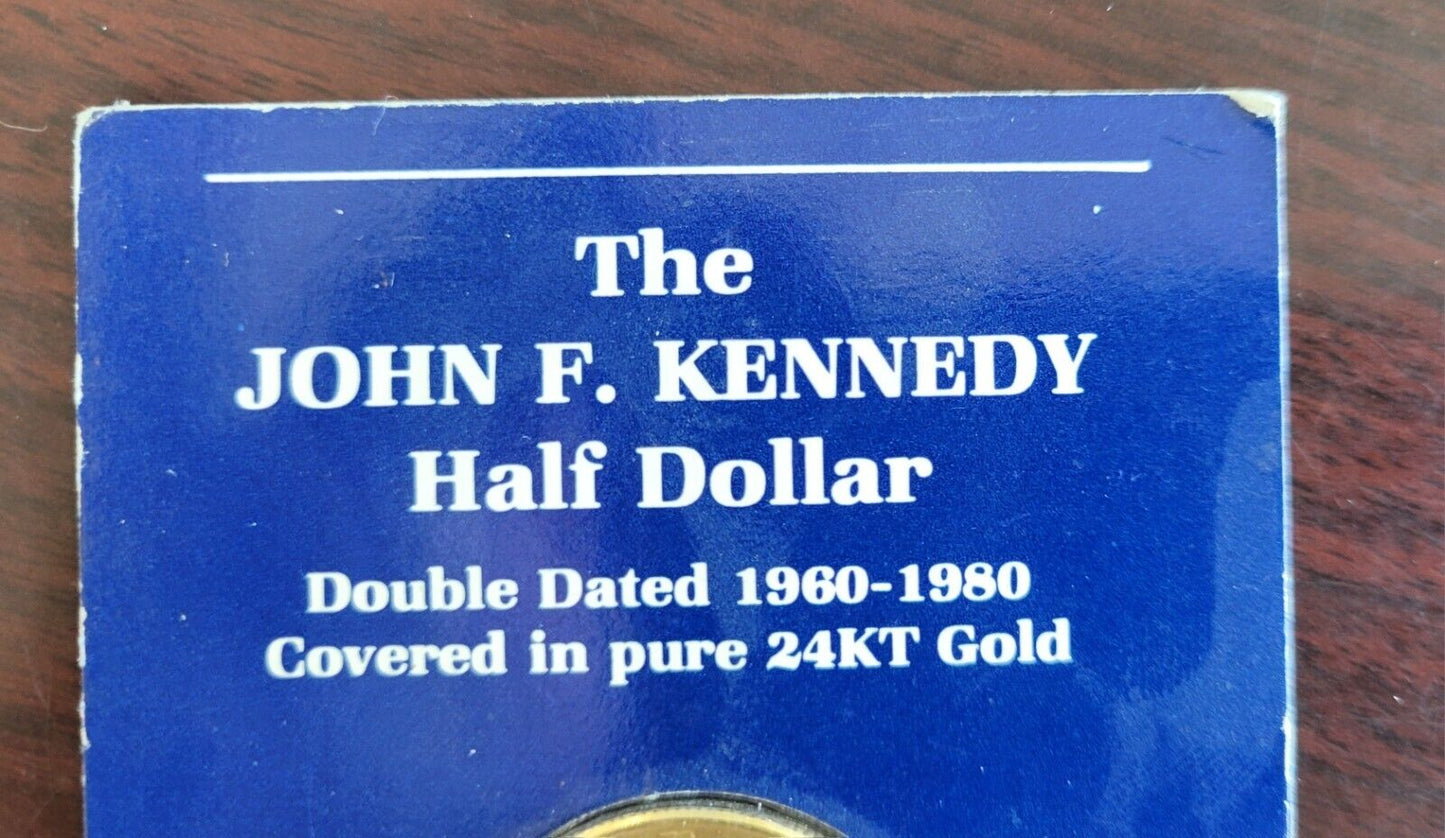 The
JOHN F. KENNEDY
Half Dollar
Double Dated 1960-1980
Covered in pure 24KT Gold